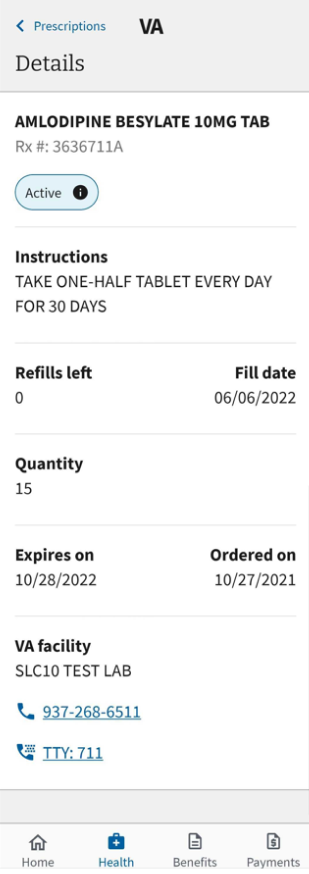 Prescriptions
VA
Details
AMLODIPINE BESYLATE 10MG TAB
Rx #: 3636711A
Active
Instructions
TAKE ONE-HALF TABLET EVERY DAY
FOR 30 DAYS
Refills left Fill date
0 06/06/2022
Quantity
15
Expires on Ordered on
10/28/2022 10/27/2021
VA facility
SLC10 TEST LAB
937-268-6511
TTY: 711
Home Health Benefits Payments